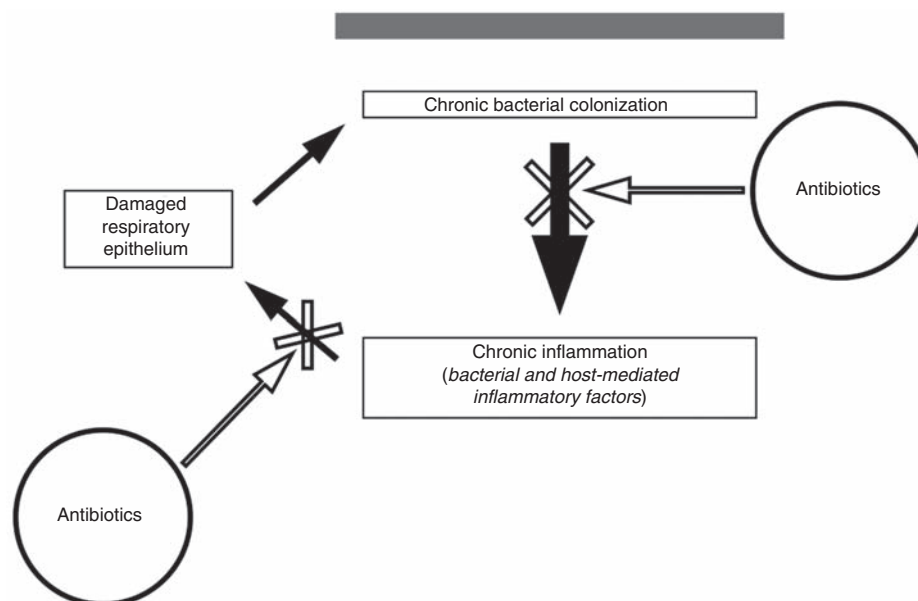 Chronic bacterial colonization
Antibiotics
Damaged
respiratory
epithelium
Chronic inflammation
(bacterial and host-mediated
inflammatory factors)
Antibiotics